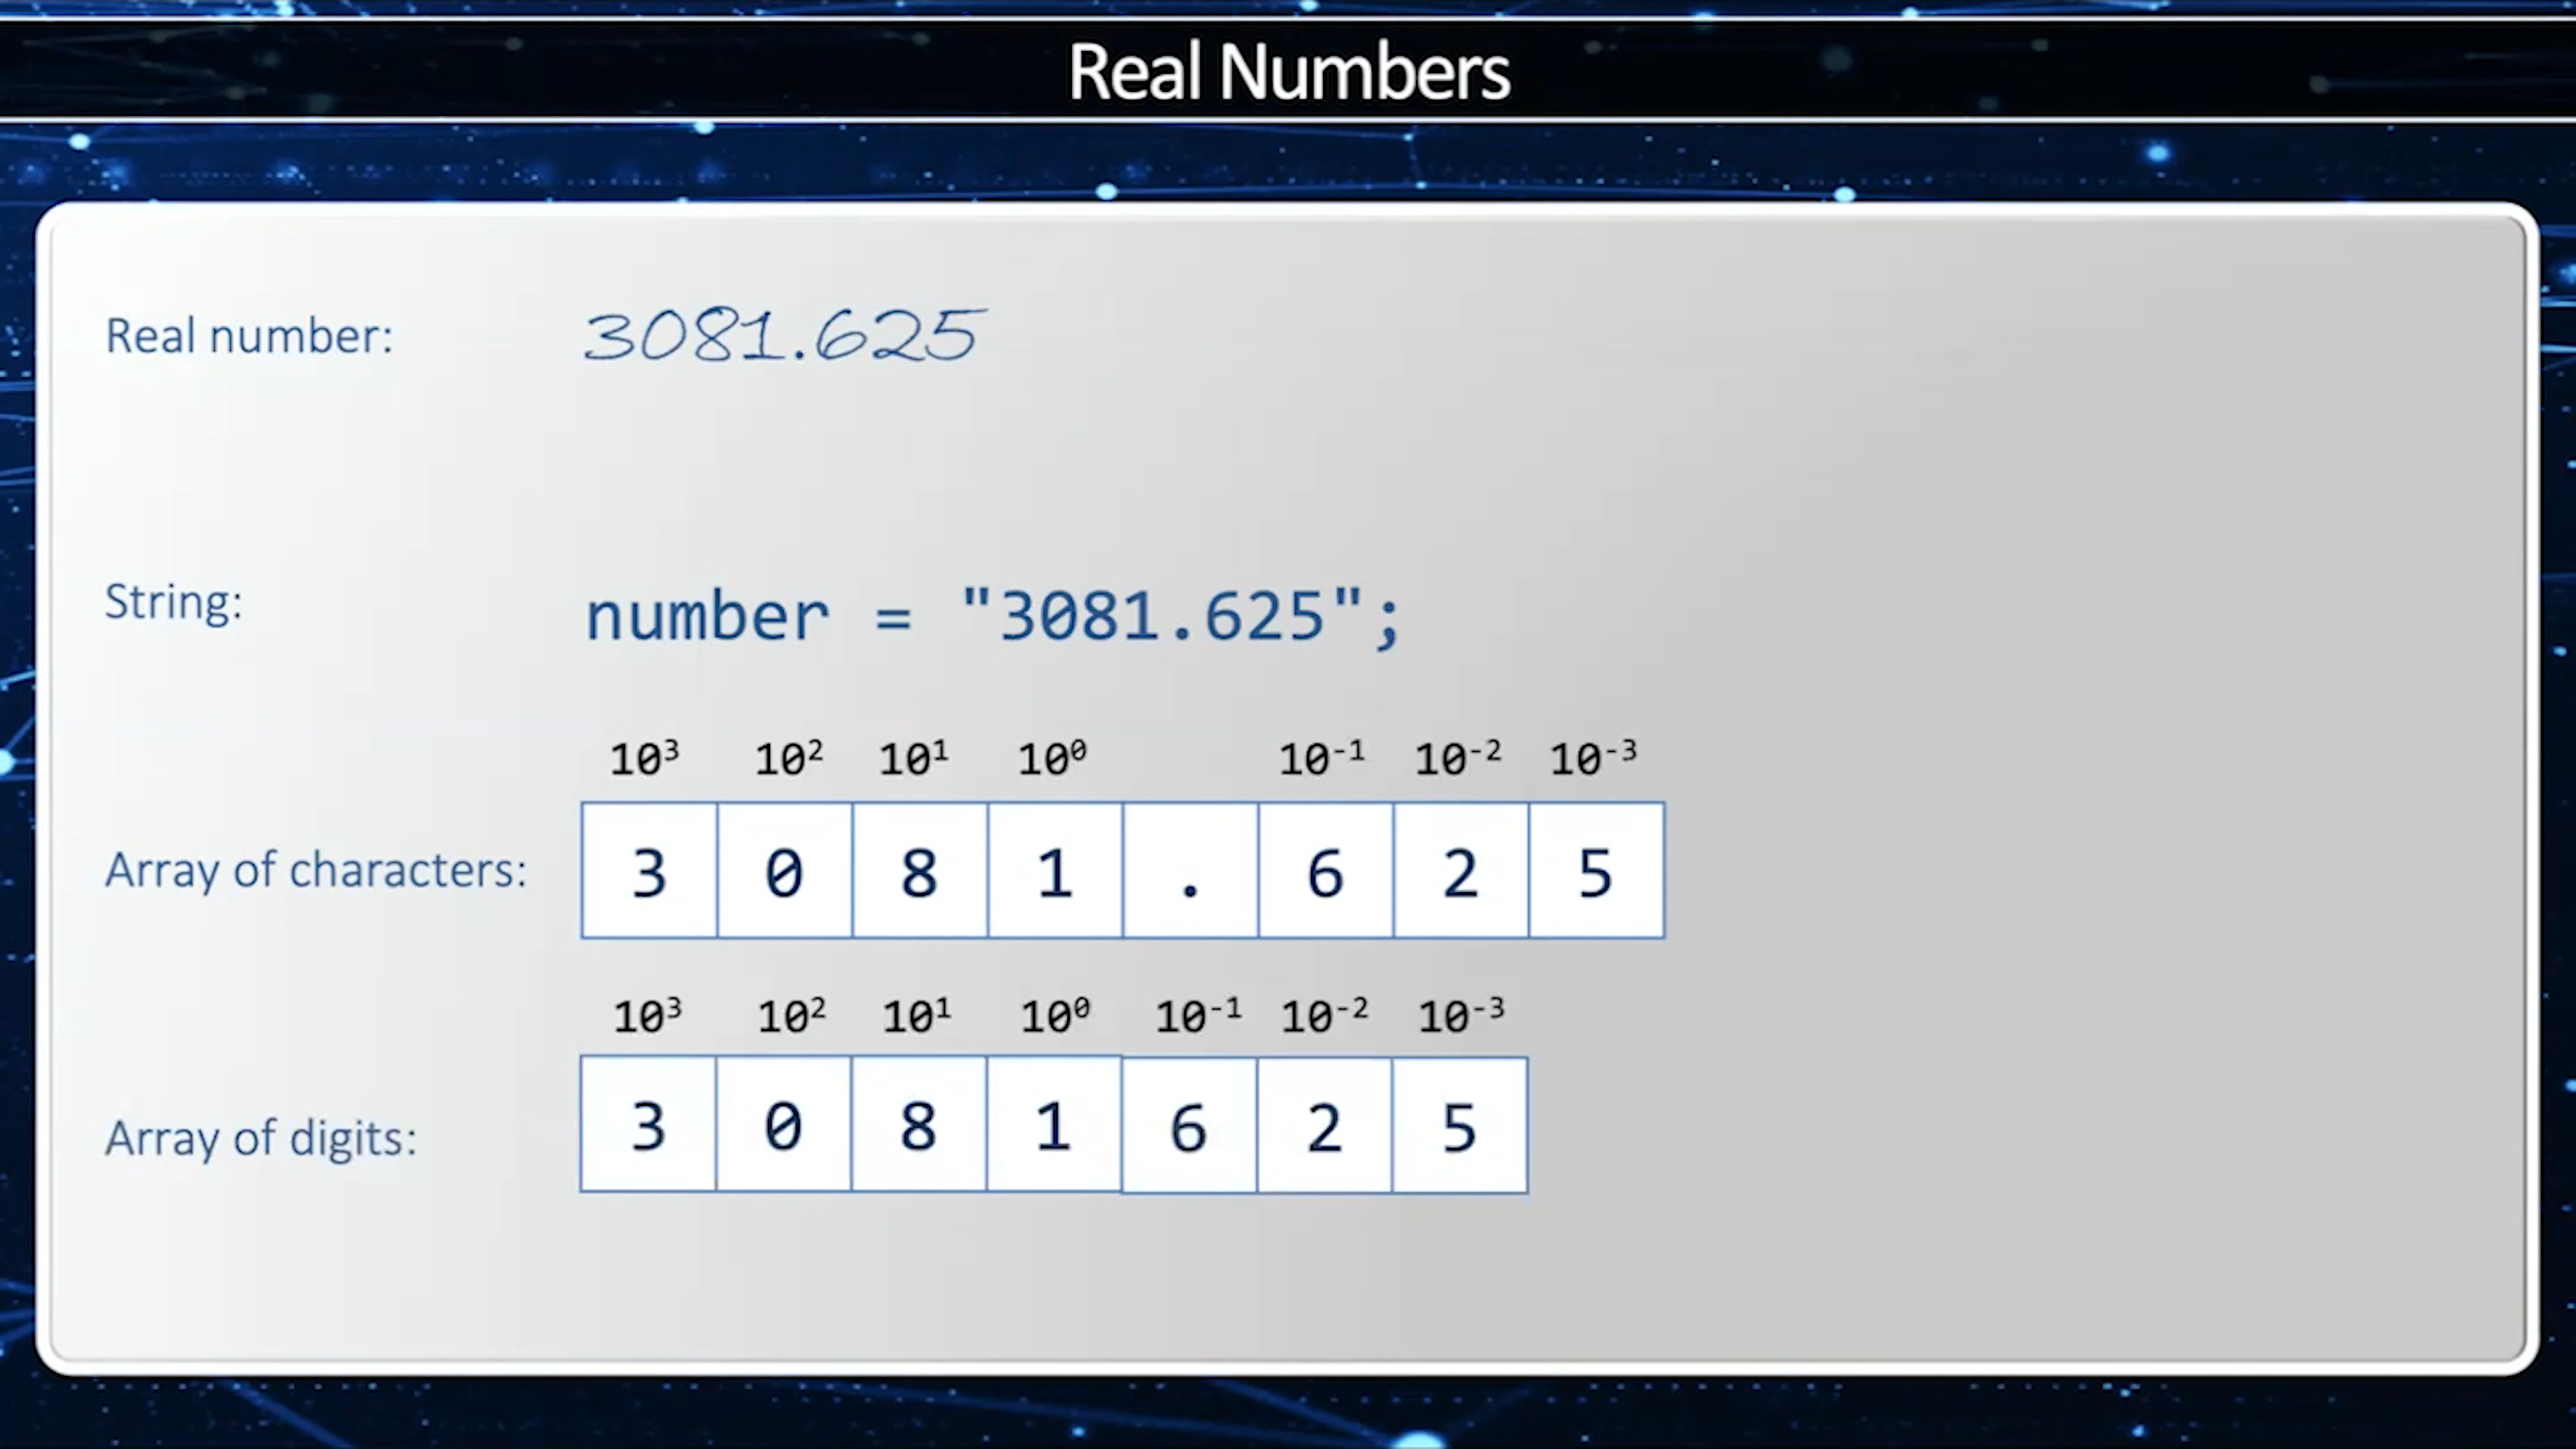 Real Numbers
Real number: 3081.625
String: number = "3081.625";
10³ 10² 10¹ 10⁰ 10⁻¹ 10⁻² 10⁻³
Array of characters: 3 0 8 1 . 6 2 5
10³ 10² 10¹ 10⁰ 10⁻¹ 10⁻² 10⁻³
Array of digits: 3 0 8 1 6 2 5